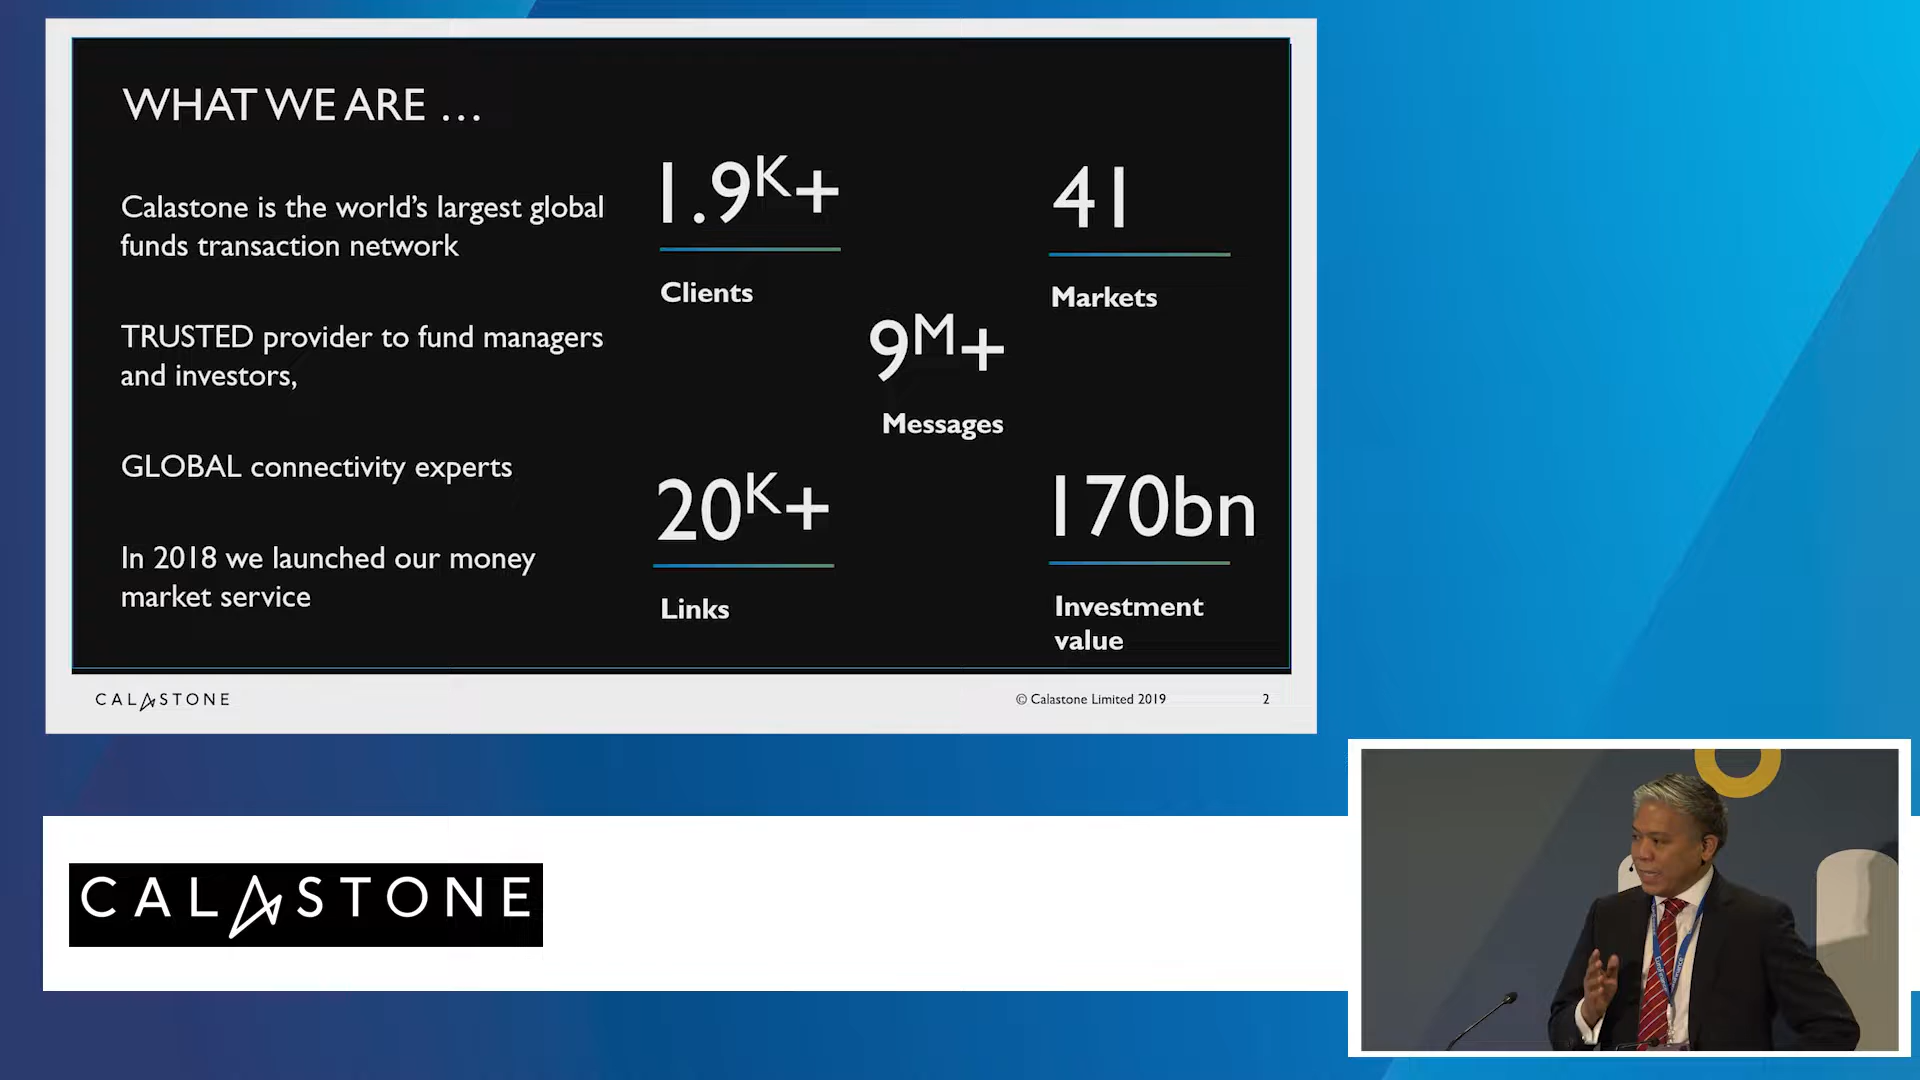 WHAT WE ARE ...
Calastone is the world's largest global
funds transaction network
TRUSTED provider to fund managers
and investors,
GLOBAL connectivity experts
In 2018 we launched our money
market service
1.9K+
Clients
41
Markets
9M+
Messages
20K+
Links
170bn
Investment
value
CALASTONE
© Calastone Limited 2019
2
CALASTONE